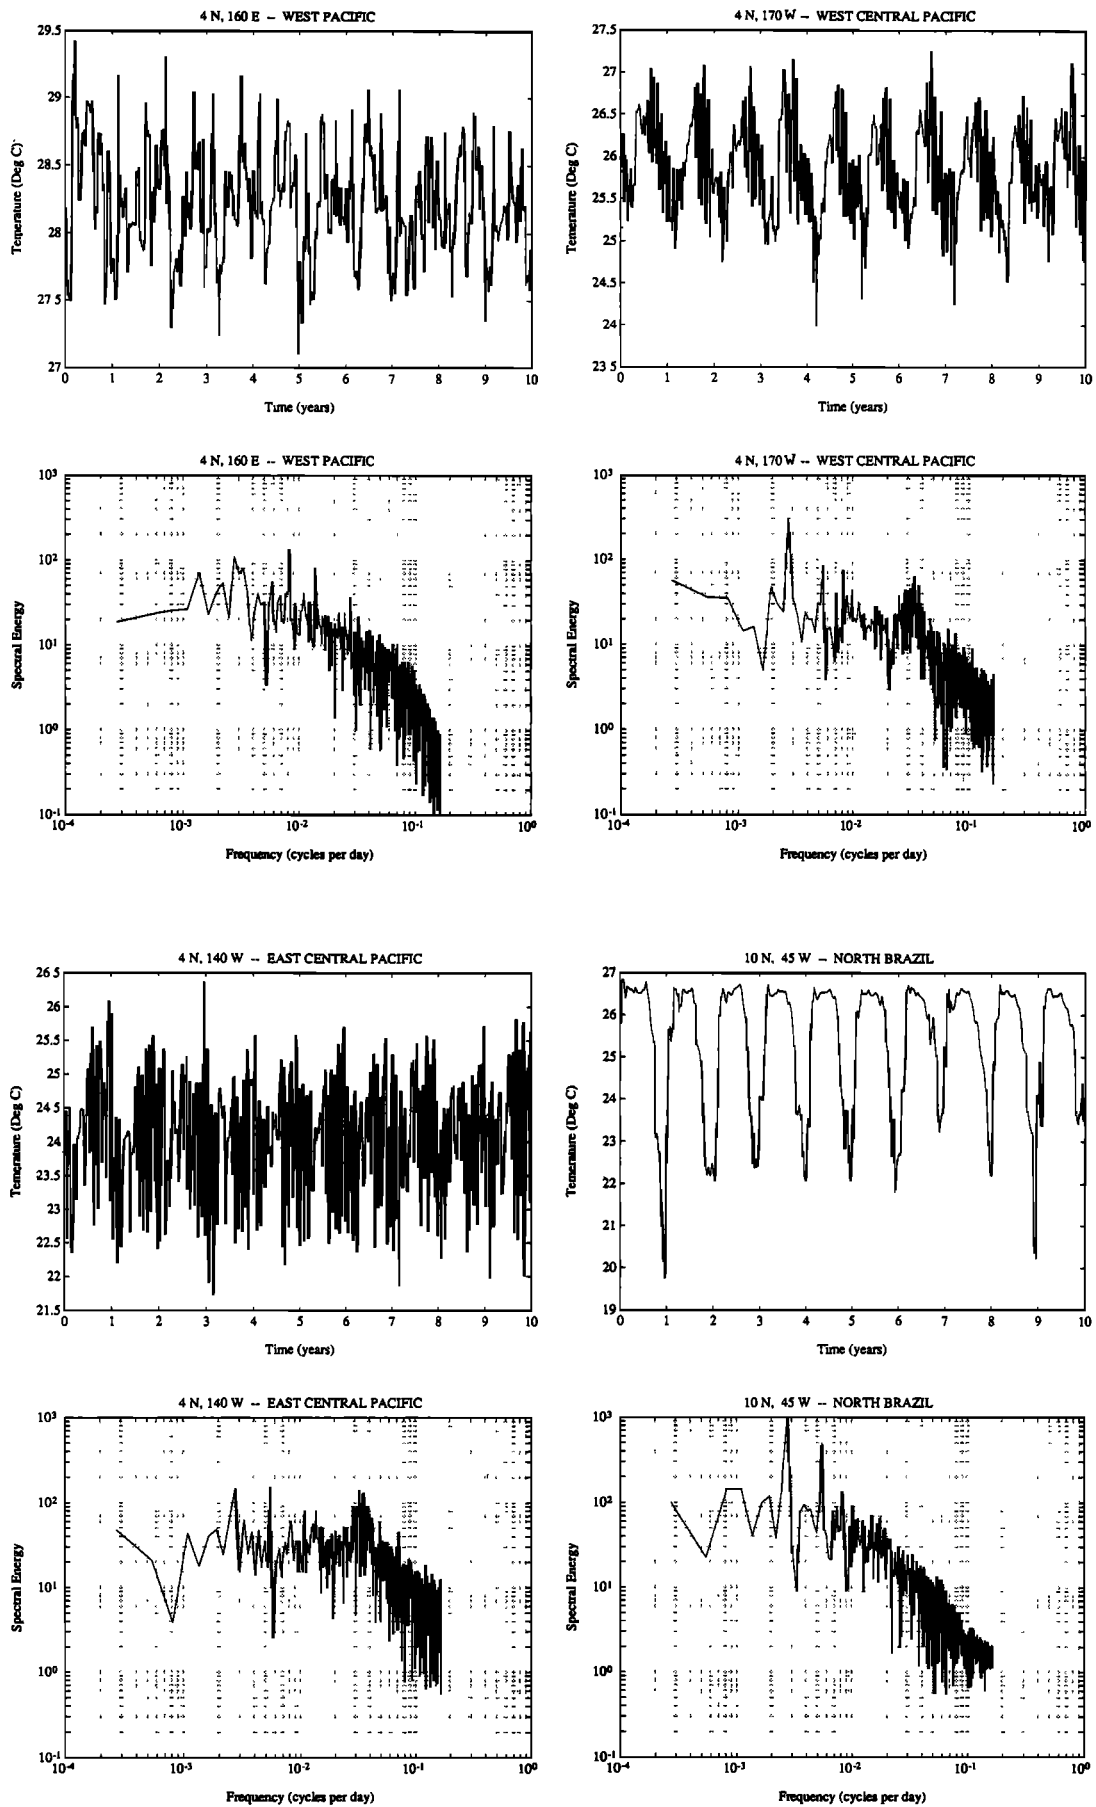 4 N, 160 E -- WEST PACIFIC
29.5
29
28.5
28
27.5
27
Temerature (Deg C)
0 1 2 3 4 5 6 7 8 9 10
Time (years)
4 N, 170 W -- WEST CENTRAL PACIFIC
27.5
27
26.5
26
25.5
25
24.5
24
23 5
Temerature (Deg C)
0 1 2 3 4 5 6 7 8 9 10
Time (years)
4 N, 160 E -- WEST PACIFIC
10³
10²
10¹
10⁰
10-¹
Spectral Energy
10-⁴ 10-³ 10-² 10-¹ 10⁰
Frequency (cycles per day)
4 N, 170 W -- WEST CENTRAL PACIFIC
10³
10²
10¹
10⁰
10-¹
Spectral Energy
10-⁴ 10-³ 10-² 10-¹ 10⁰
Frequency (cycles per day)
4 N, 140 W -- EAST CENTRAL PACIFIC
26 5
26
25.5
25
24.5
24
23.5
23
22.5
22
21.5
Temerature (Deg C)
0 1 2 3 4 5 6 7 8 9 10
Time (years)
10 N, 45 W -- NORTH BRAZIL
27
26
25
24
23
22
21
20
19
Temerature (Deg C)
0 1 2 3 4 5 6 7 8 9 10
Time (years)
4 N, 140 W -- EAST CENTRAL PACIFIC
10³
10²
10¹
10⁰
10-¹
Spectral Energy
10-⁴ 10-³ 10-² 10-¹ 10⁰
Frequency (cycles per day)
10 N, 45 W -- NORTH BRAZIL
10³
10²
10¹
10⁰
10-¹
Spectral Energy
10-⁴ 10-³ 10-² 10-¹ 10⁰
Frequency (cycles per day)